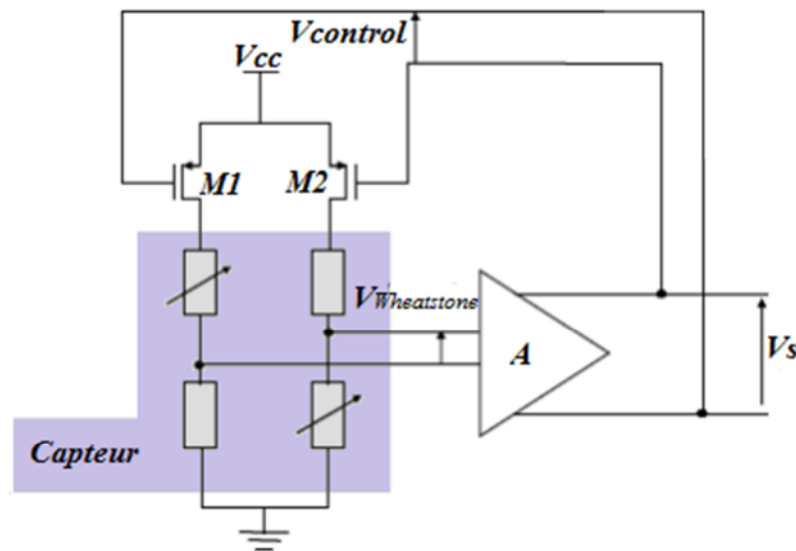 Vcontrol
Vcc
M1 M2
VWheatstone
A
Vs
Capteur